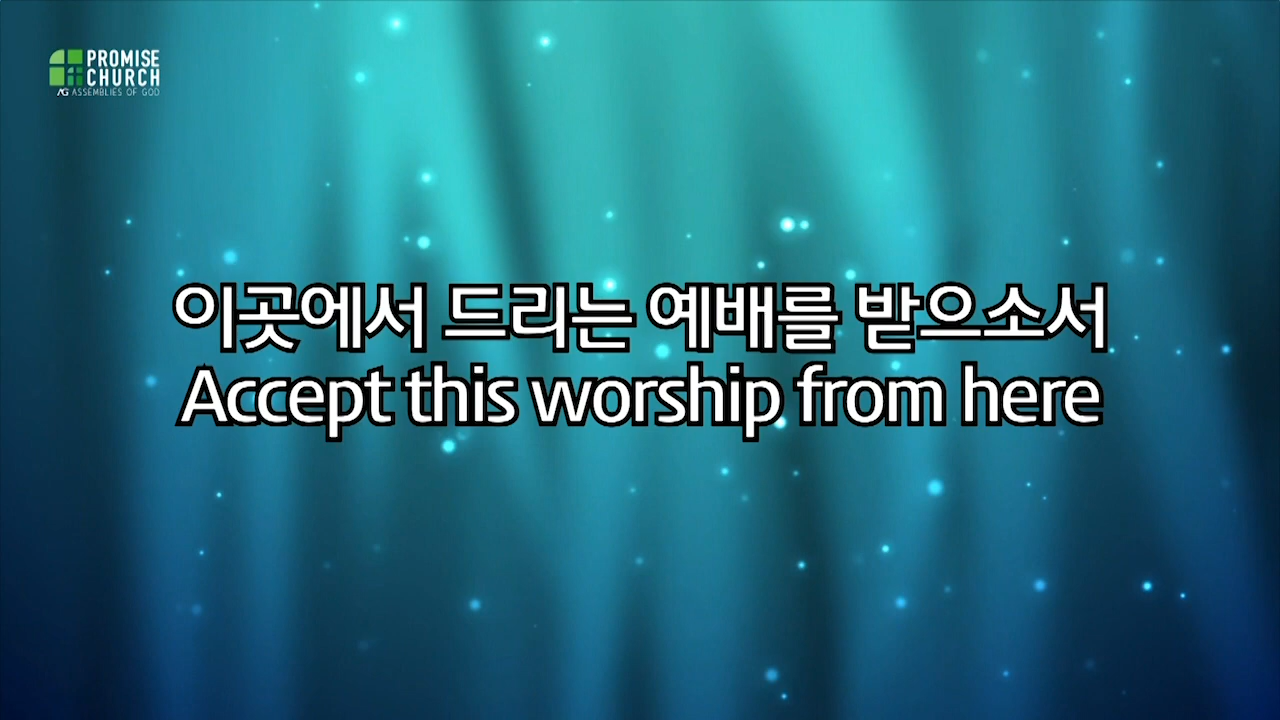 PROMISE
CHURCH
AG ASSEMBLIES OF GOD
이곳에서 드리는 예배를 받으소서
Accept this worship from here